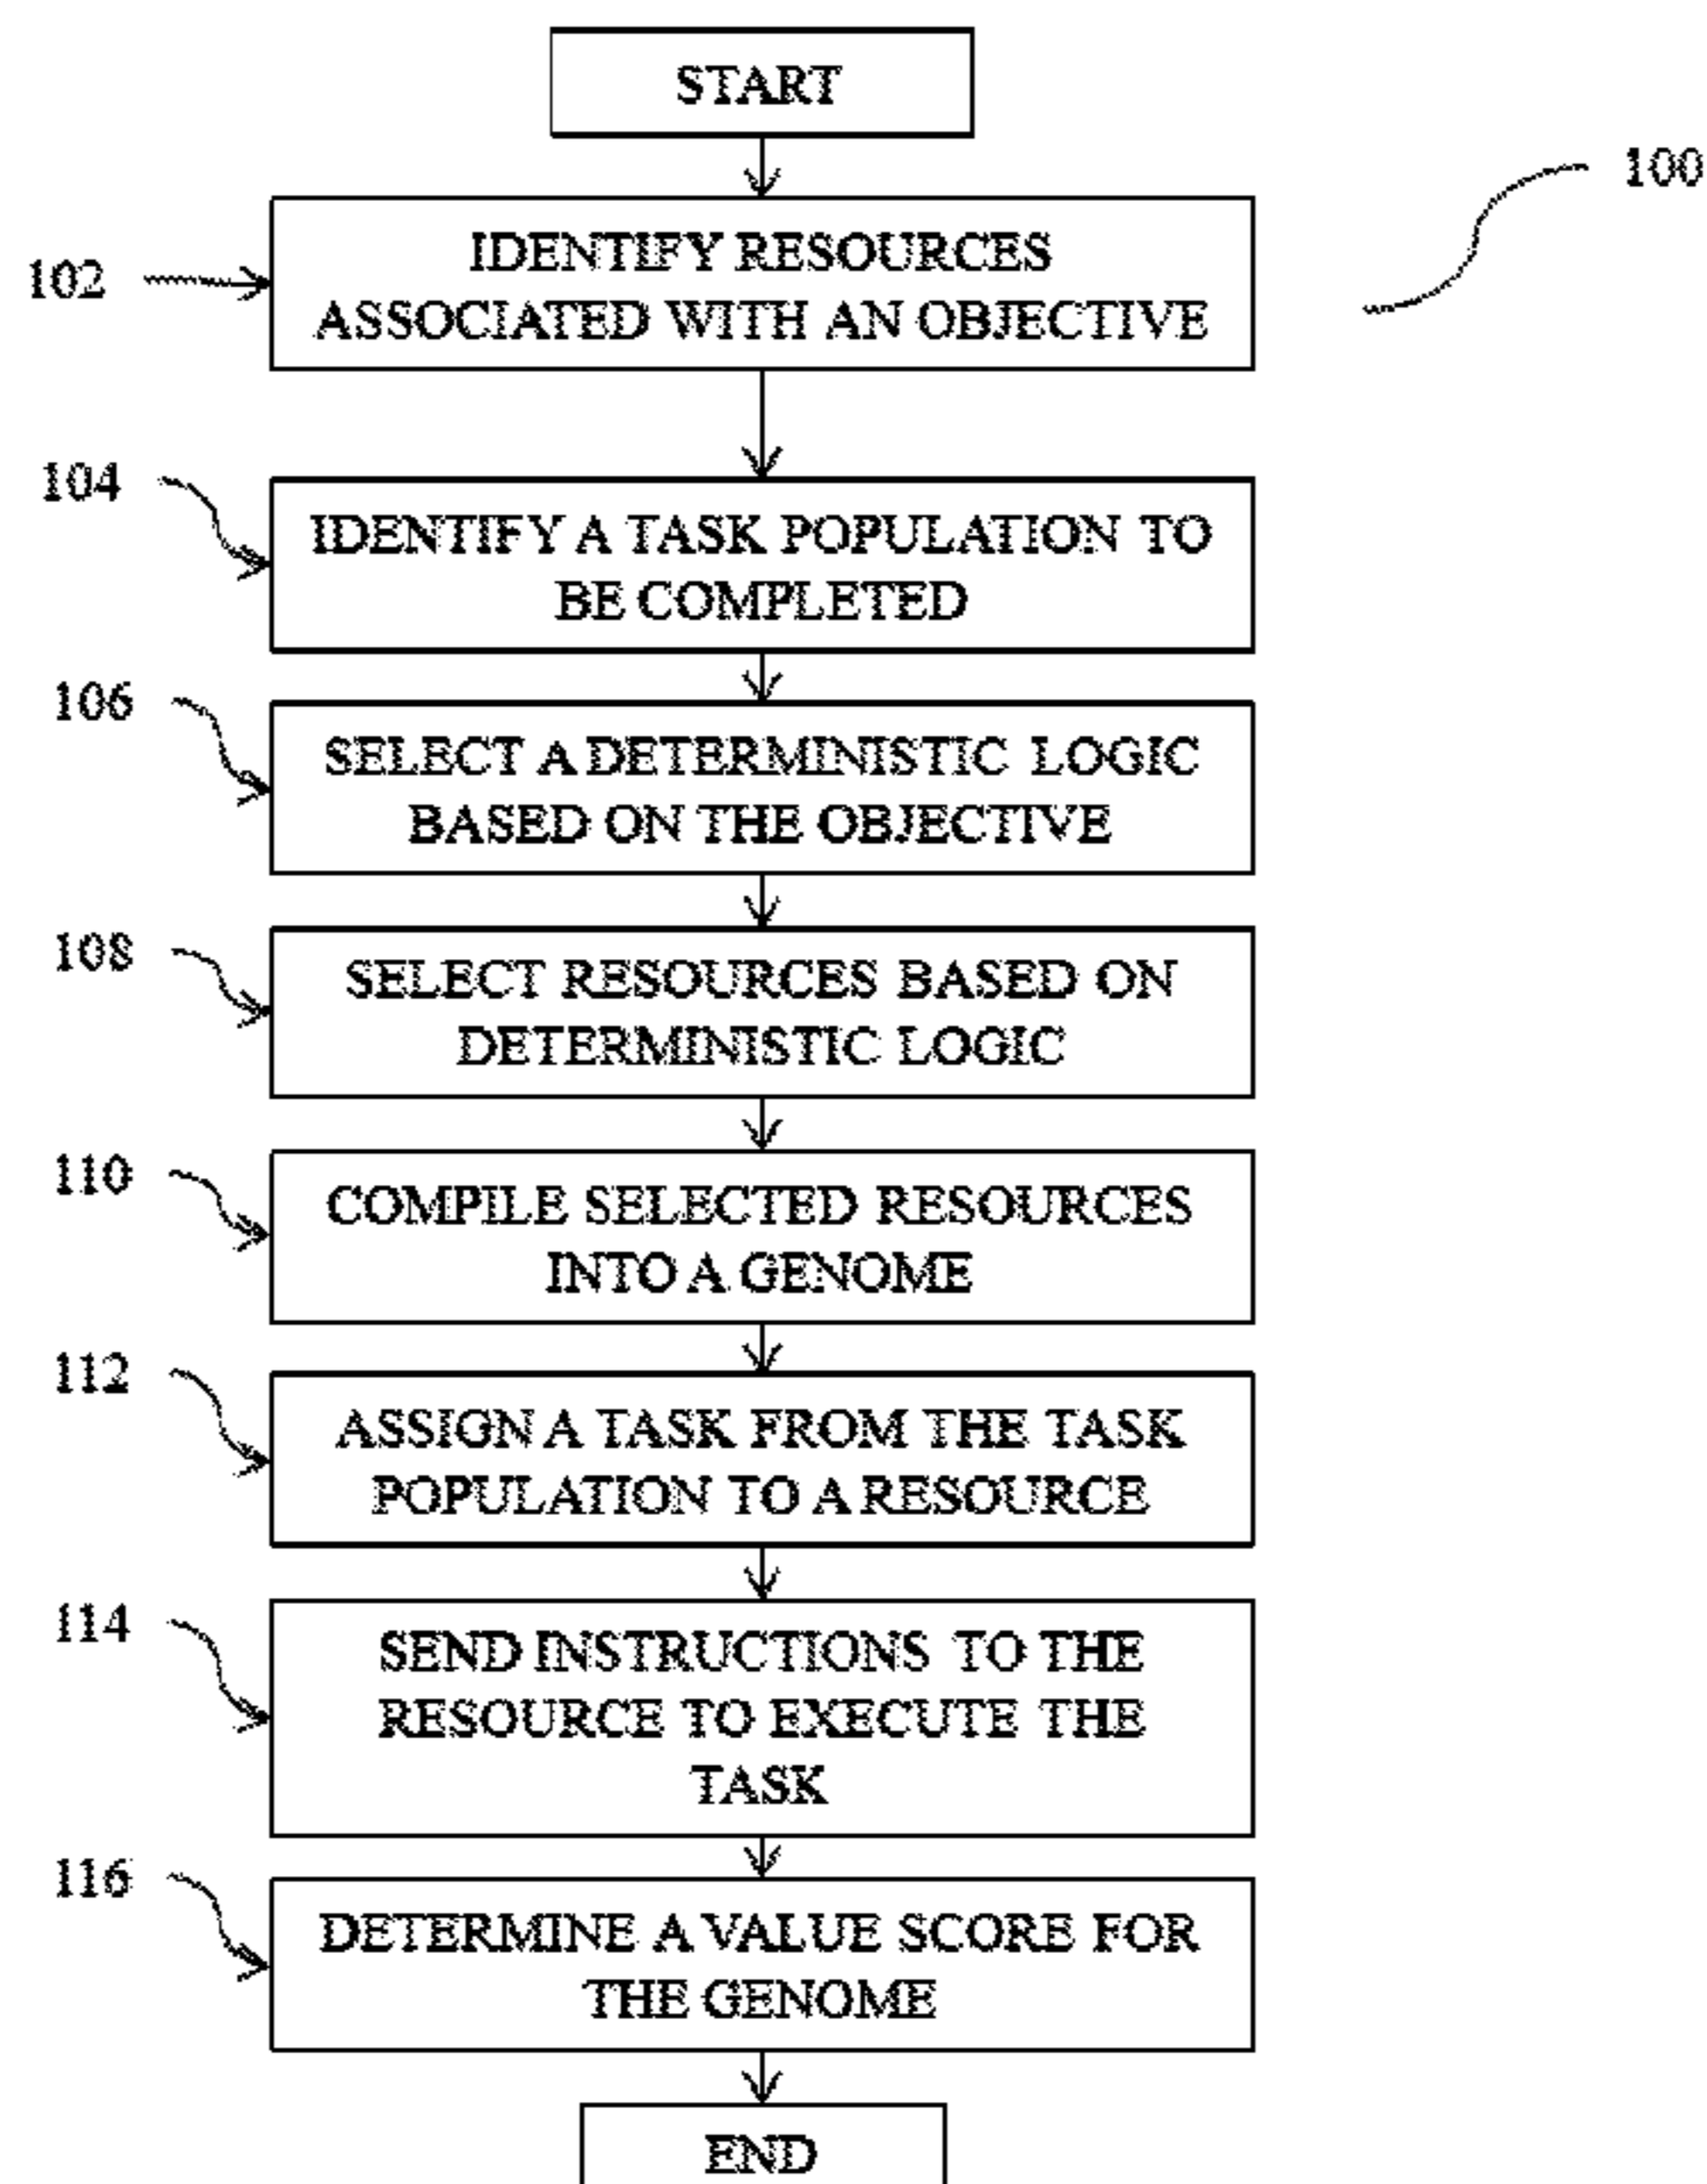 START
100
102
IDENTIFY RESOURCES
ASSOCIATED WITH AN OBJECTIVE
104
IDENTIFY A TASK POPULATION TO
BE COMPLETED
106
SELECT A DETERMINISTIC LOGIC
BASED ON THE OBJECTIVE
108
SELECT RESOURCES BASED ON
DETERMINISTIC LOGIC
110
COMPILE SELECTED RESOURCES
INTO A GENOME
112
ASSIGN A TASK FROM THE TASK
POPULATION TO A RESOURCE
114
SEND INSTRUCTIONS TO THE
RESOURCE TO EXECUTE THE
TASK
116
DETERMINE A VALUE SCORE FOR
THE GENOME
END